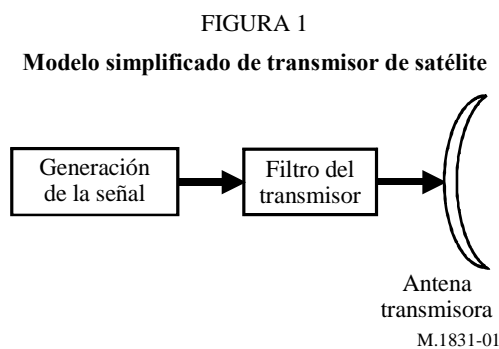 FIGURA 1
Modelo simplificado de transmisor de satélite
Generación
de la señal
Filtro del
transmisor
Antena
transmisora
M.1831-01